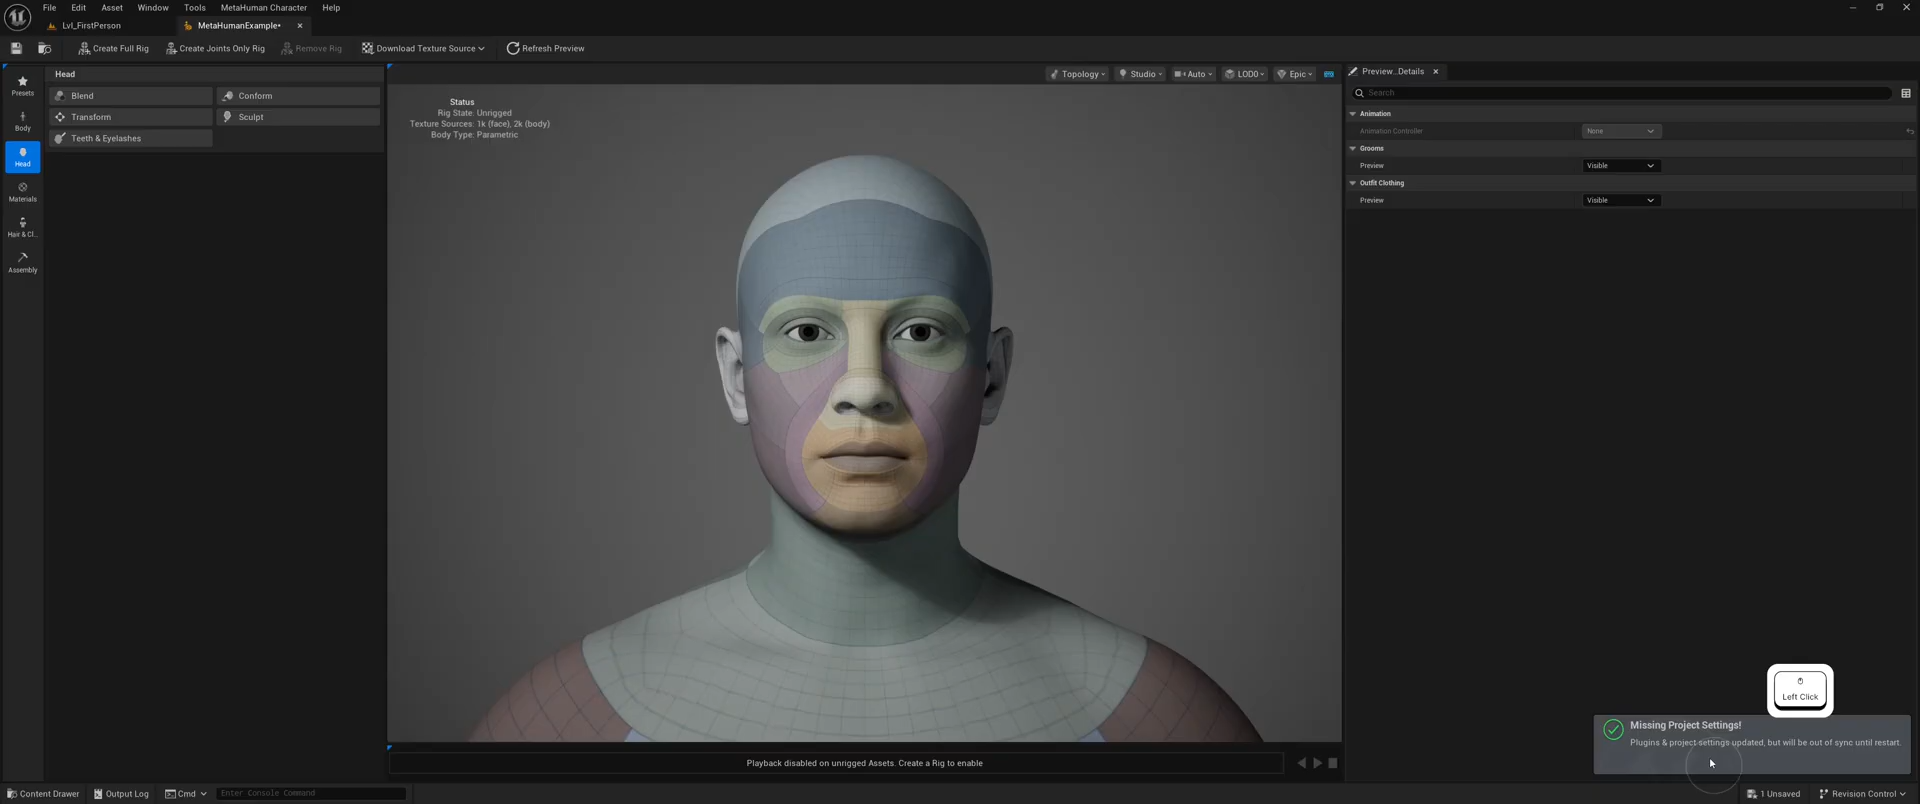 File Edit Asset Window Tools MetaHuman Character Help
Lvl_FirstPerson MetaHumanExample*
Create Full Rig Create Joints Only Rig Remove Rig Download Texture Source Refresh Preview
Presets
Body
Head
Materials
Hair & Cl...
Assembly
Head
Blend Conform
Transform Sculpt
Teeth & Eyelashes
Topology Studio Auto LOD0 Epic
Status
Rig State: Unrigged
Texture Sources: 1k (face), 2k (body)
Body Type: Parametric
Playback disabled on unrigged Assets. Create a Rig to enable
Preview...Details
Search
Animation
Animation Controller None
Grooms
Preview Visible
Outfit Clothing
Preview Visible
Left Click
Missing Project Settings!
Plugins & project settings updated, but will be out of sync until restart.
Content Drawer Output Log Cmd Enter Console Command 1 Unsaved Revision Control